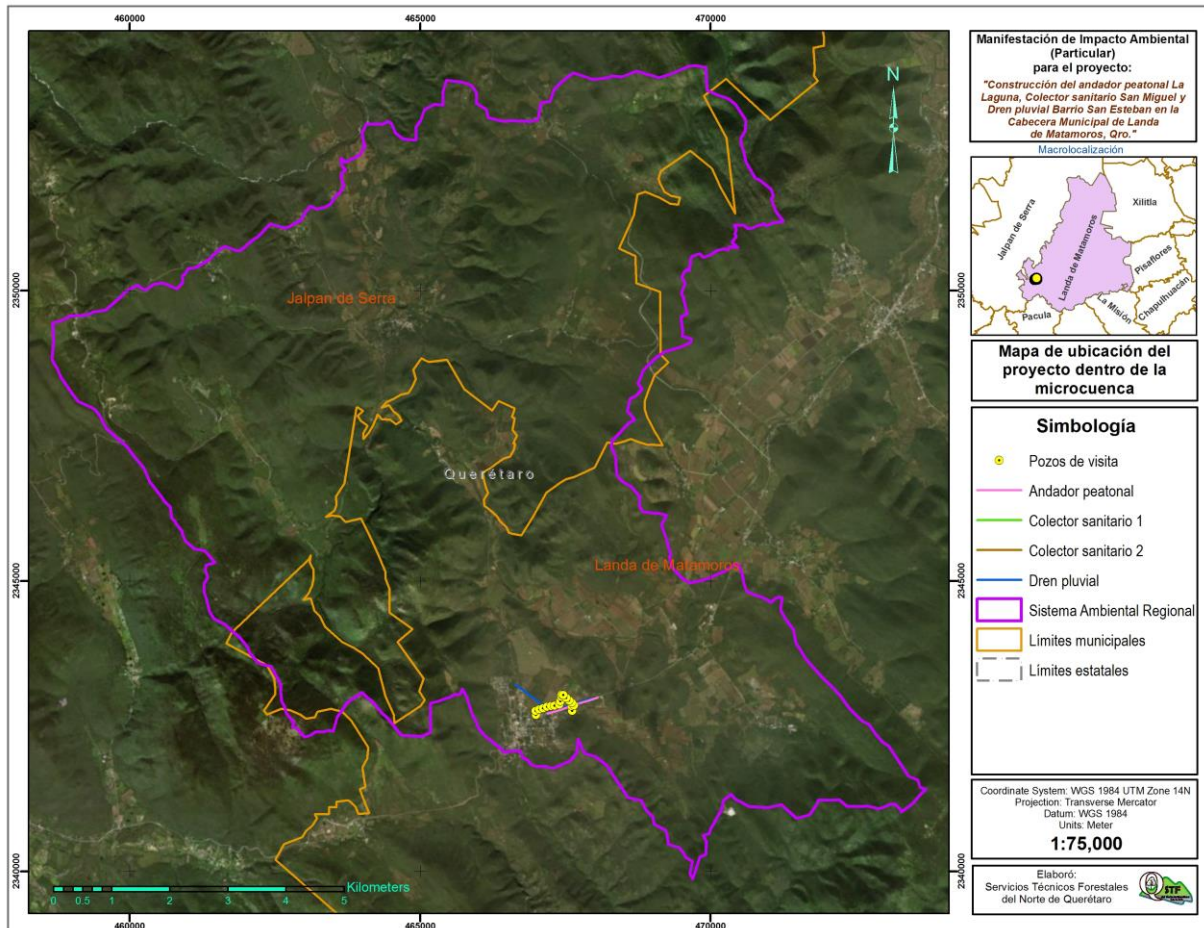 460000
465000
470000
2350000
2345000
2340000
2350000
2345000
2340000
460000
465000
470000
N
Jalpan de Serra
Querétaro
Landa de Matamoros
Kilometers
0 0.5 1 2 3 4 5
Manifestación de Impacto Ambiental
(Particular)
para el proyecto:
"Construcción del andador peatonal La
Laguna, Colector sanitario San Miguel y
Dren pluvial Barrio San Esteban en la
Cabecera Municipal de Landa
de Matamoros, Qro."
Macrolocalización
Jalpan de Serra
Xilitla
Landa de Matamoros
Pisaflores
La Misión
Chapulhuacán
Pacula
Mapa de ubicación del
proyecto dentro de la
microcuenca
Simbología
Pozos de visita
Andador peatonal
Colector sanitario 1
Colector sanitario 2
Dren pluvial
Sistema Ambiental Regional
Límites municipales
Límites estatales
Coordinate System: WGS 1984 UTM Zone 14N
Projection: Transverse Mercator
Datum: WGS 1984
Units: Meter
1:75,000
Elaboró:
Servicios Técnicos Forestales
del Norte de Querétaro
STF